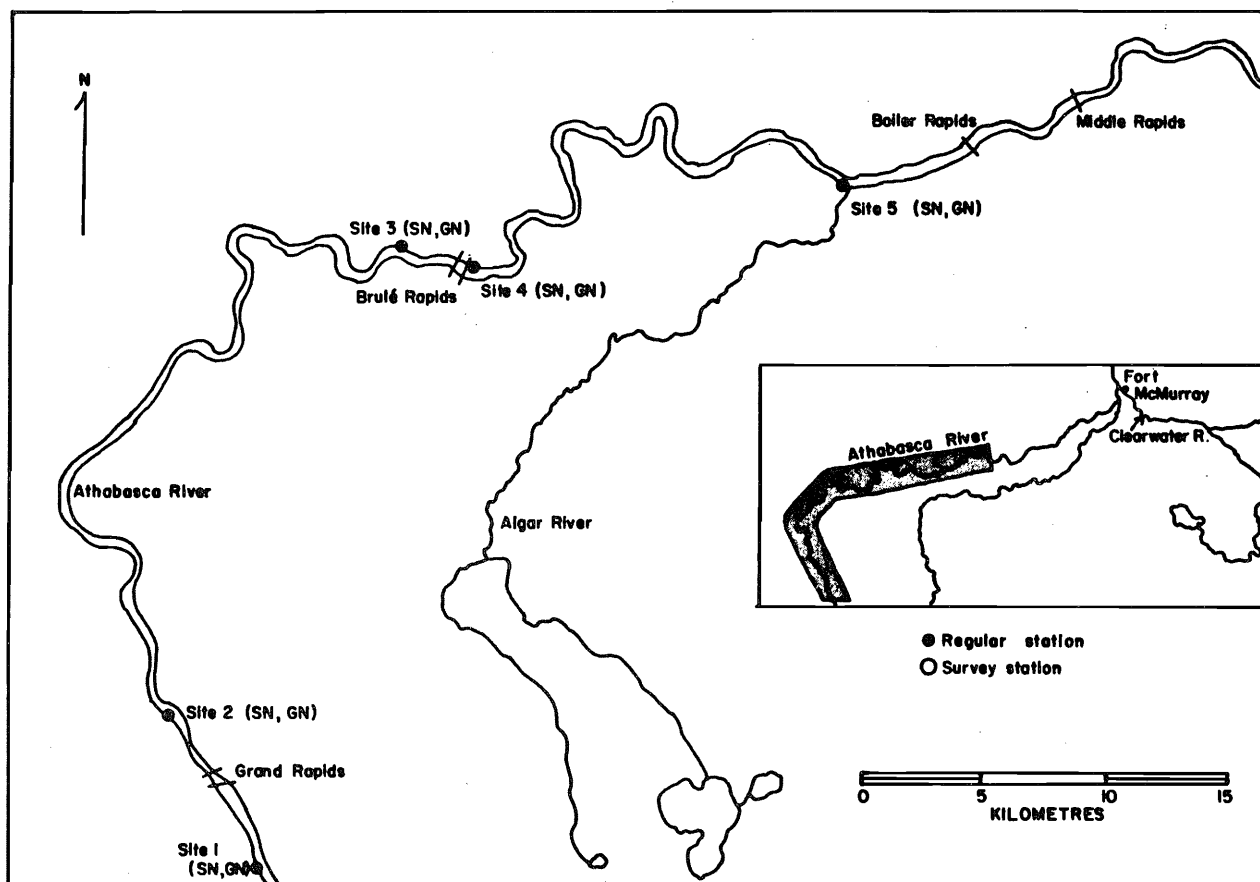 N
Boiler Rapids
Middle Rapids
Site 5 (SN, GN)
Site 3 (SN, GN)
Brulé Rapids
Site 4 (SN, GN)
Fort
McMurray
Clearwater R.
Athabasca River
Athabasca River
Algar River
Regular station
Survey station
Site 2 (SN, GN)
Grand Rapids
0 5 10 15
KILOMETRES
Site 1
(SN, GN)